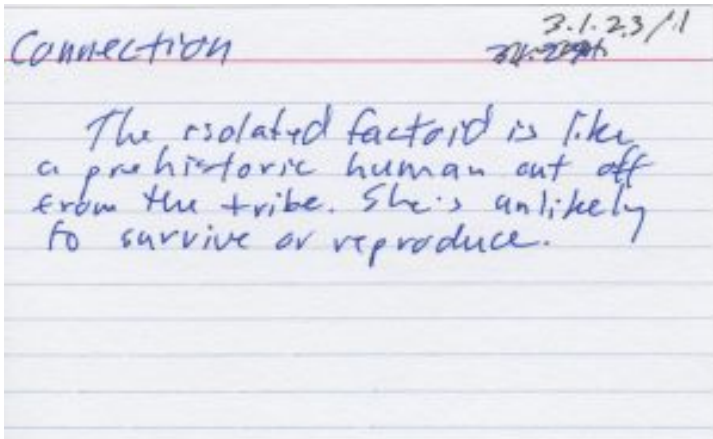 3.1.23/11
Connection
The isolated factoid is like
a prehistoric human cut off
from the tribe. She's unlikely
to survive or reproduce.